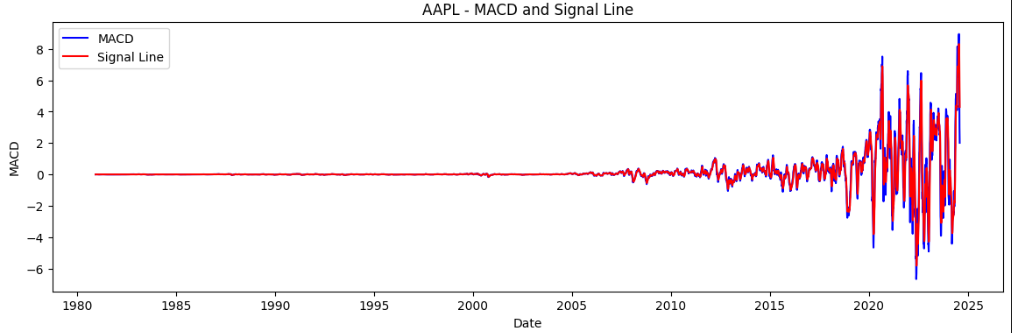 AAPL - MACD and Signal Line
MACD
Signal Line
8
6
4
2
0
−2
−4
−6
MACD
1980 1985 1990 1995 2000 2005 2010 2015 2020 2025
Date